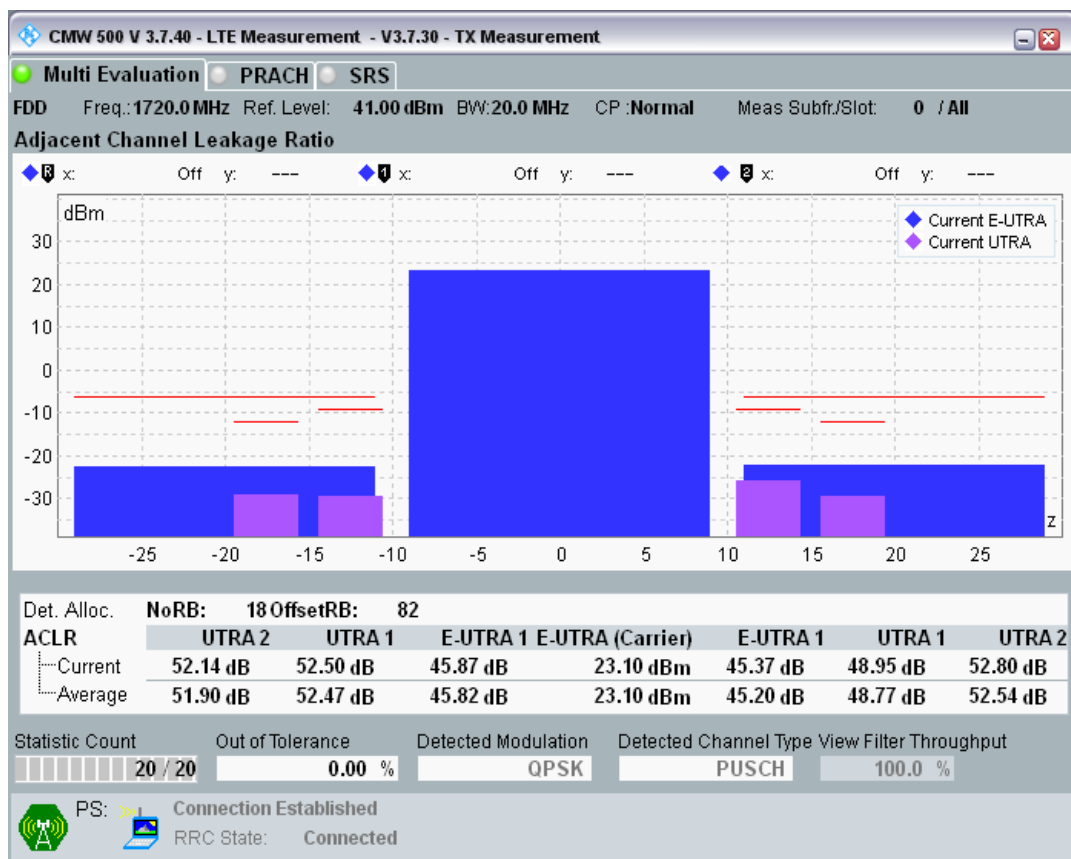 CMW 500 V 3.7.40 - LTE Measurement - V3.7.30 - TX Measurement
Multi Evaluation PRACH SRS
FDD Freq.: 1720.0 MHz Ref. Level: 41.00 dBm BW: 20.0 MHz CP : Normal Meas Subfr./Slot: 0 / All
Adjacent Channel Leakage Ratio
R x: Off y: --- 1 x: Off y: --- 2 x: Off y: ---
dBm
Current E-UTRA
Current UTRA
30
20
10
0
-10
-20
-30
z
-25 -20 -15 -10 -5 0 5 10 15 20 25
Det. Alloc. NoRB: 18 OffsetRB: 82
ACLR UTRA 2 UTRA 1 E-UTRA 1 E-UTRA (Carrier) E-UTRA 1 UTRA 1 UTRA 2
Current 52.14 dB 52.50 dB 45.87 dB 23.10 dBm 45.37 dB 48.95 dB 52.80 dB
Average 51.90 dB 52.47 dB 45.82 dB 23.10 dBm 45.20 dB 48.77 dB 52.54 dB
Statistic Count Out of Tolerance Detected Modulation Detected Channel Type View Filter Throughput
20 / 20 0.00 % QPSK PUSCH 100.0 %
PS: Connection Established
RRC State: Connected